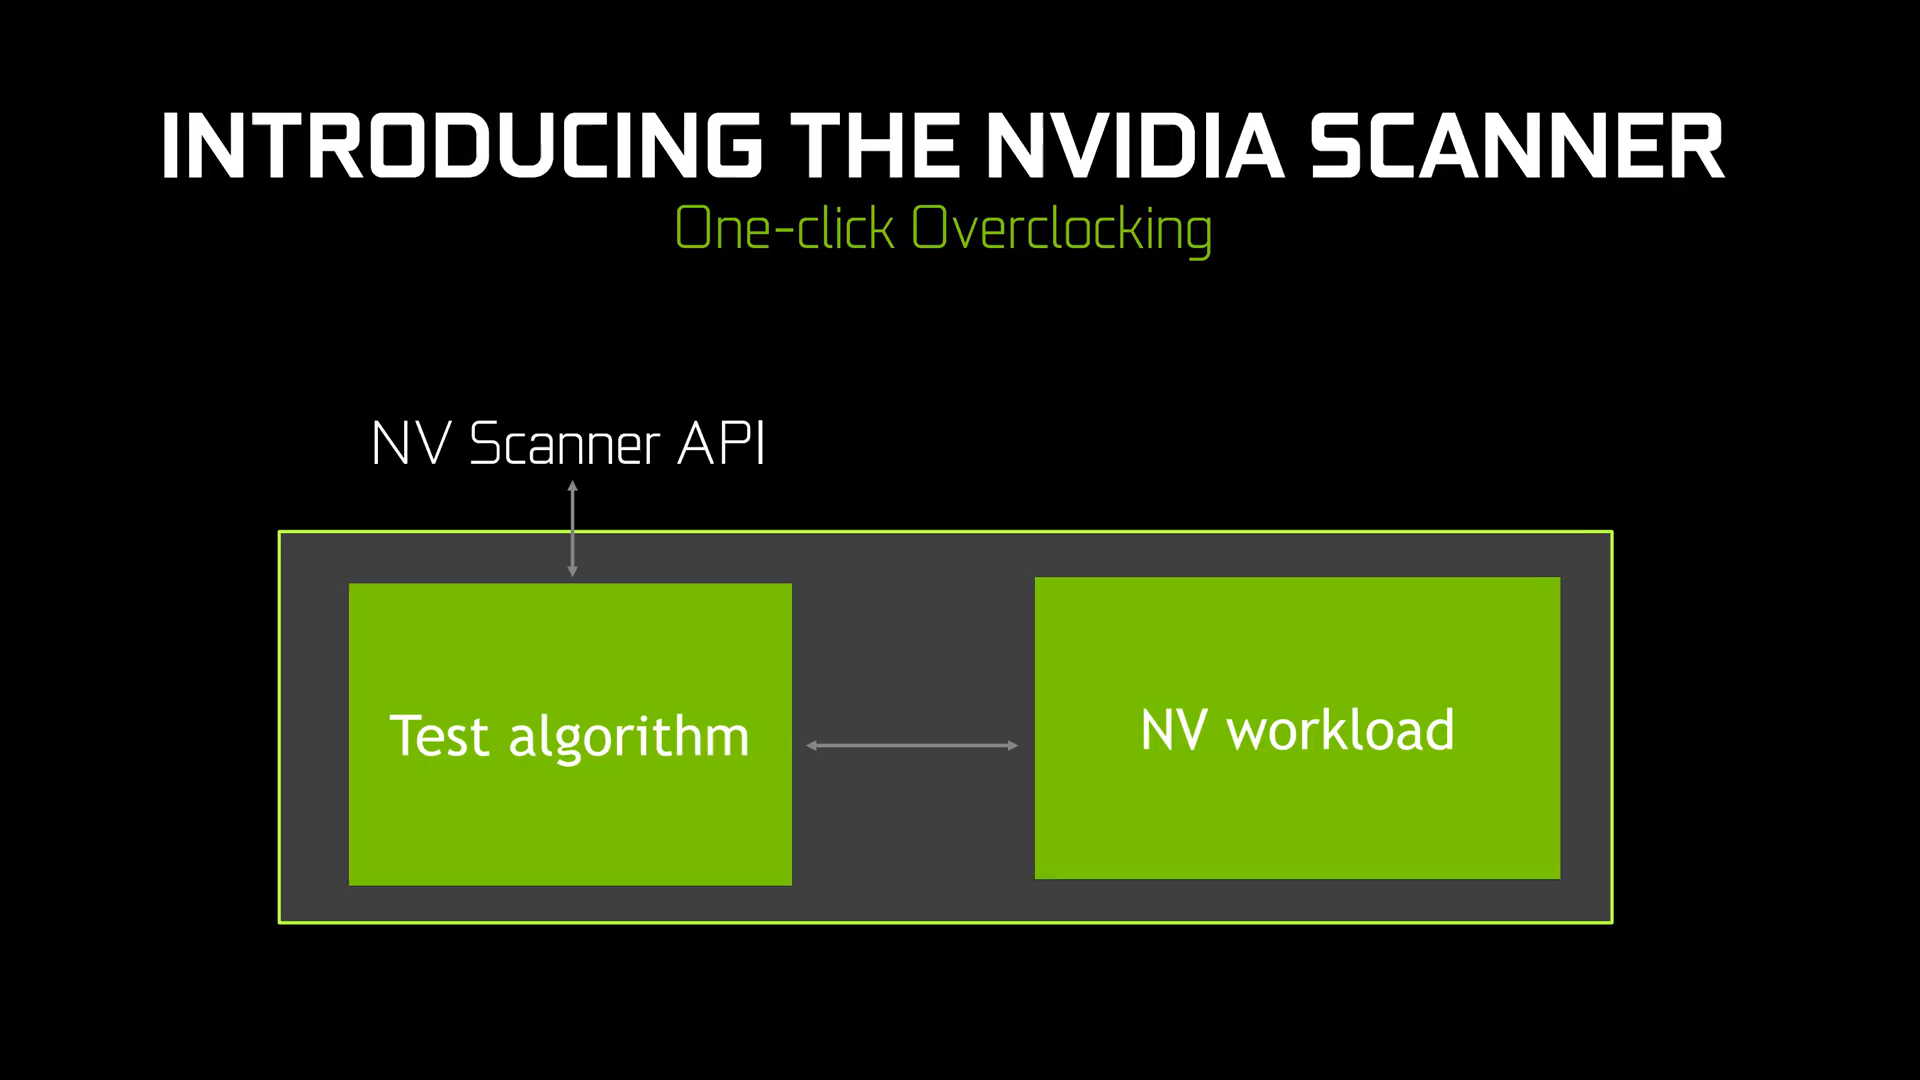 INTRODUCING THE NVIDIA SCANNER
One-click Overclocking
NV Scanner API
Test algorithm
NV workload